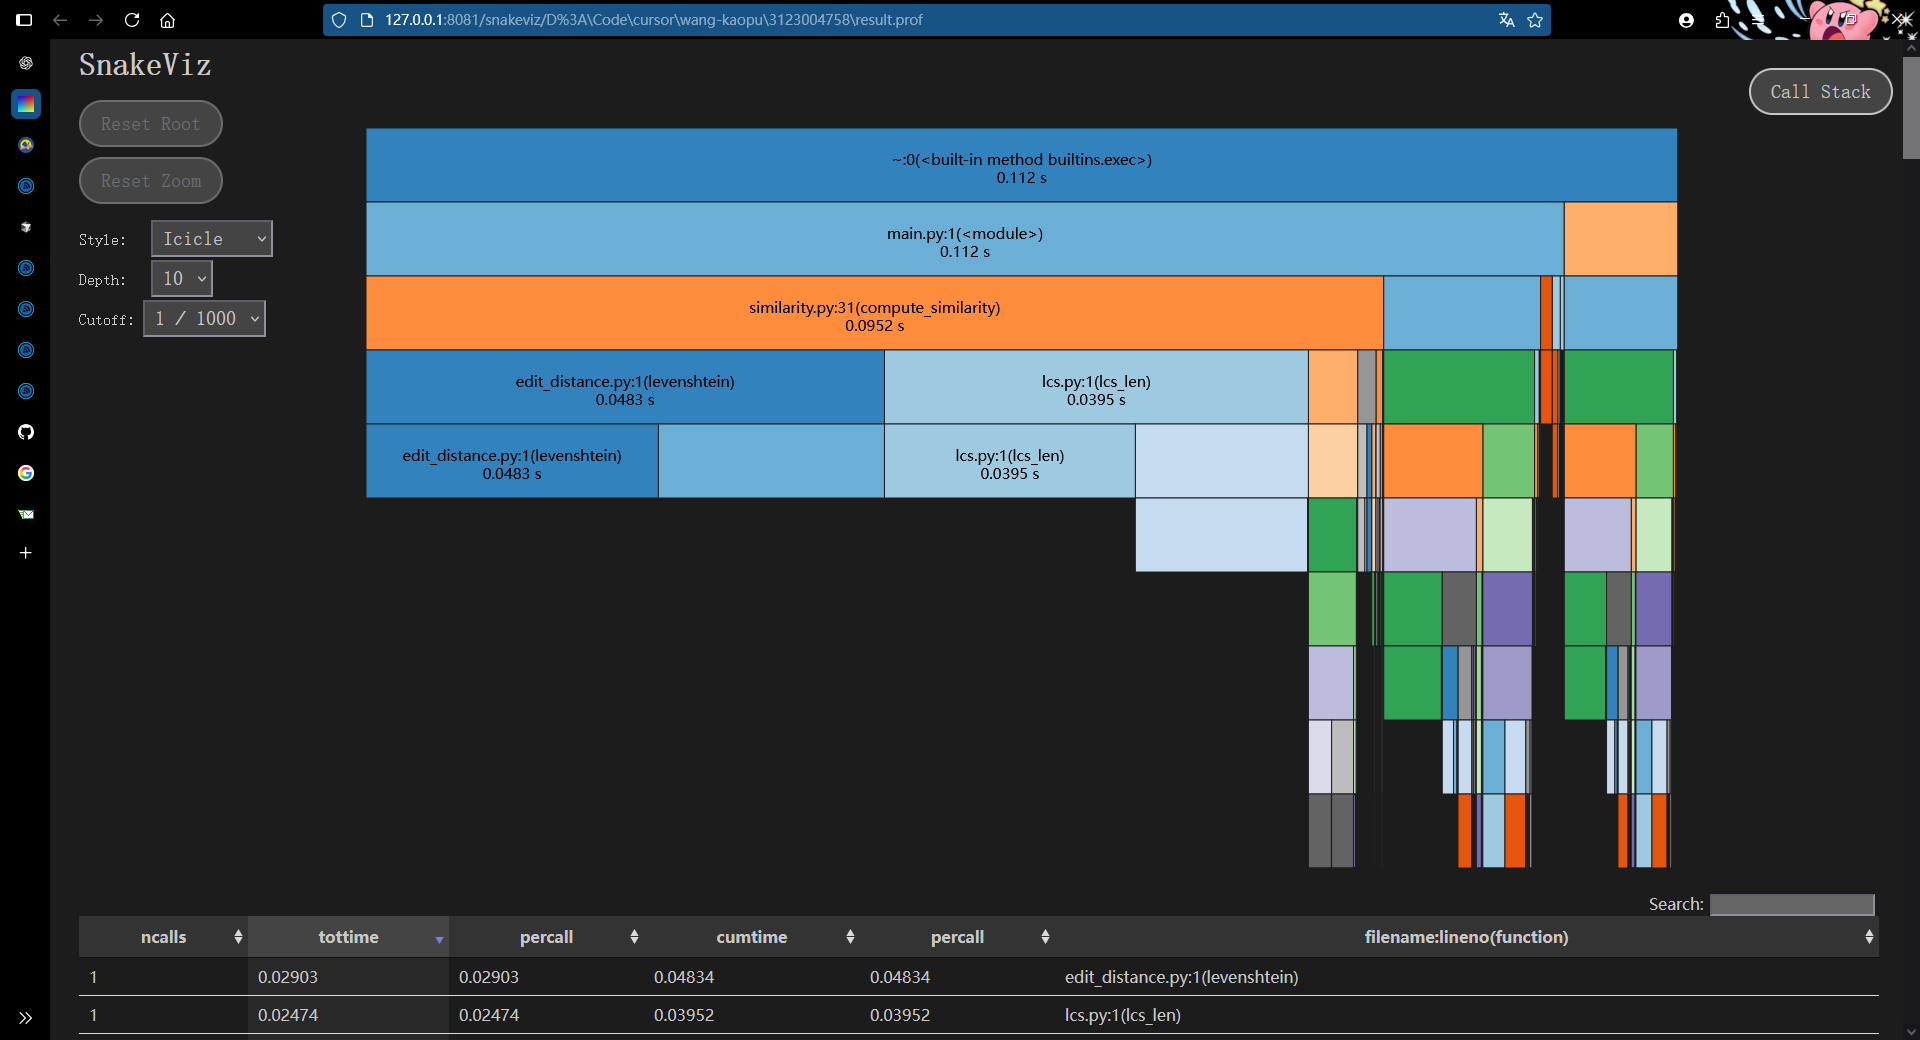 127.0.0.1:8081/snakeviz/D%3A\Code\cursor\wang-kaopu\3123004758\result.prof
SnakeViz
Call Stack
Reset Root
Reset Zoom
Style: Icicle
Depth: 10
Cutoff: 1 / 1000
~:0(<built-in method builtins.exec>)
0.112 s
main.py:1(<module>)
0.112 s
similarity.py:31(compute_similarity)
0.0952 s
edit_distance.py:1(levenshtein)
0.0483 s
lcs.py:1(lcs_len)
0.0395 s
edit_distance.py:1(levenshtein)
0.0483 s
lcs.py:1(lcs_len)
0.0395 s
Search:
ncalls tottime percall cumtime percall filename:lineno(function)
1 0.02903 0.02903 0.04834 0.04834 edit_distance.py:1(levenshtein)
1 0.02474 0.02474 0.03952 0.03952 lcs.py:1(lcs_len)